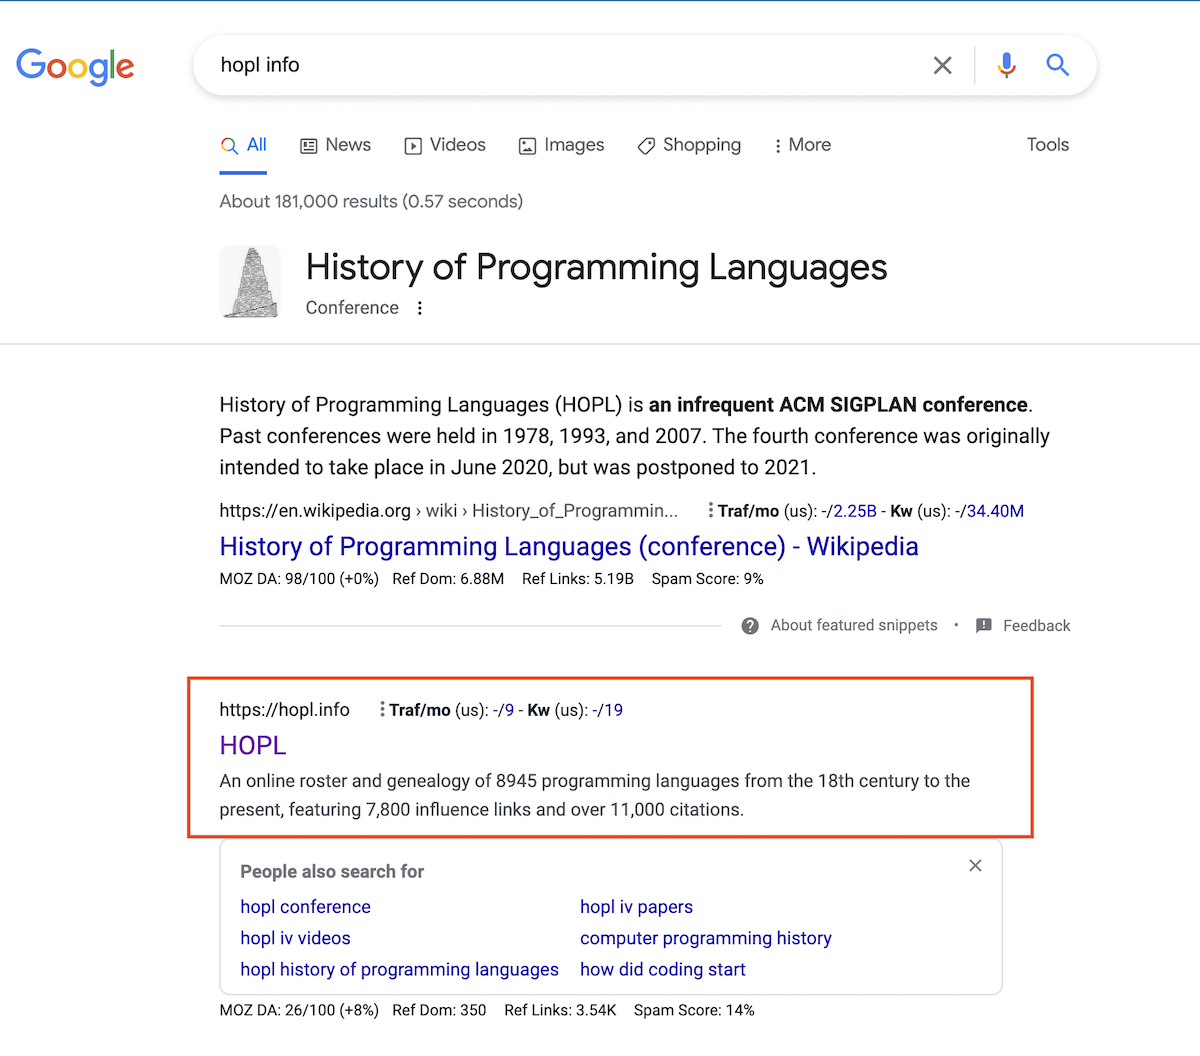 Google
hopl info
All News Videos Images Shopping More Tools
About 181,000 results (0.57 seconds)
History of Programming Languages
Conference
History of Programming Languages (HOPL) is an infrequent ACM SIGPLAN conference.
Past conferences were held in 1978, 1993, and 2007. The fourth conference was originally
intended to take place in June 2020, but was postponed to 2021.
https://en.wikipedia.org › wiki › History_of_Programmin... Traf/mo (us): -/2.25B - Kw (us): -/34.40M
History of Programming Languages (conference) - Wikipedia
MOZ DA: 98/100 (+0%) Ref Dom: 6.88M Ref Links: 5.19B Spam Score: 9%
About featured snippets • Feedback
https://hopl.info Traf/mo (us): -/9 - Kw (us): -/19
HOPL
An online roster and genealogy of 8945 programming languages from the 18th century to the
present, featuring 7,800 influence links and over 11,000 citations.
People also search for
hopl conference hopl iv papers
hopl iv videos computer programming history
hopl history of programming languages how did coding start
MOZ DA: 26/100 (+8%) Ref Dom: 350 Ref Links: 3.54K Spam Score: 14%